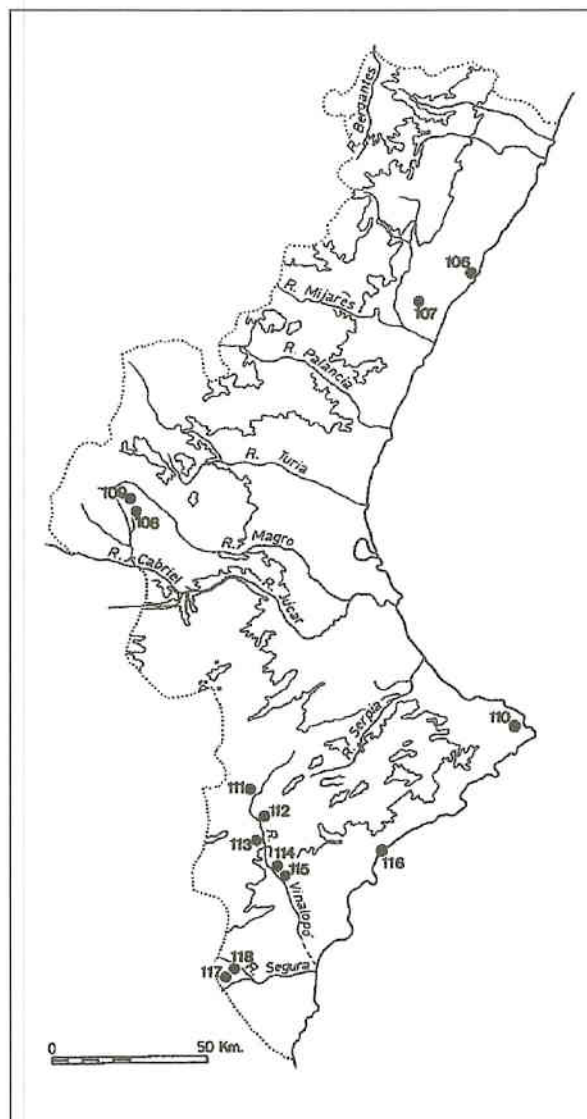 R. Bergantes
106
107
R. Mijares
R. Palancia
R. Turia
109
108
R. Magro
R. Cabriel
R. Júcar
R. Serpia
110
111
112
113
R.
114
115
Vinalopó
116
118
117
R. Segura
0 50 Km.